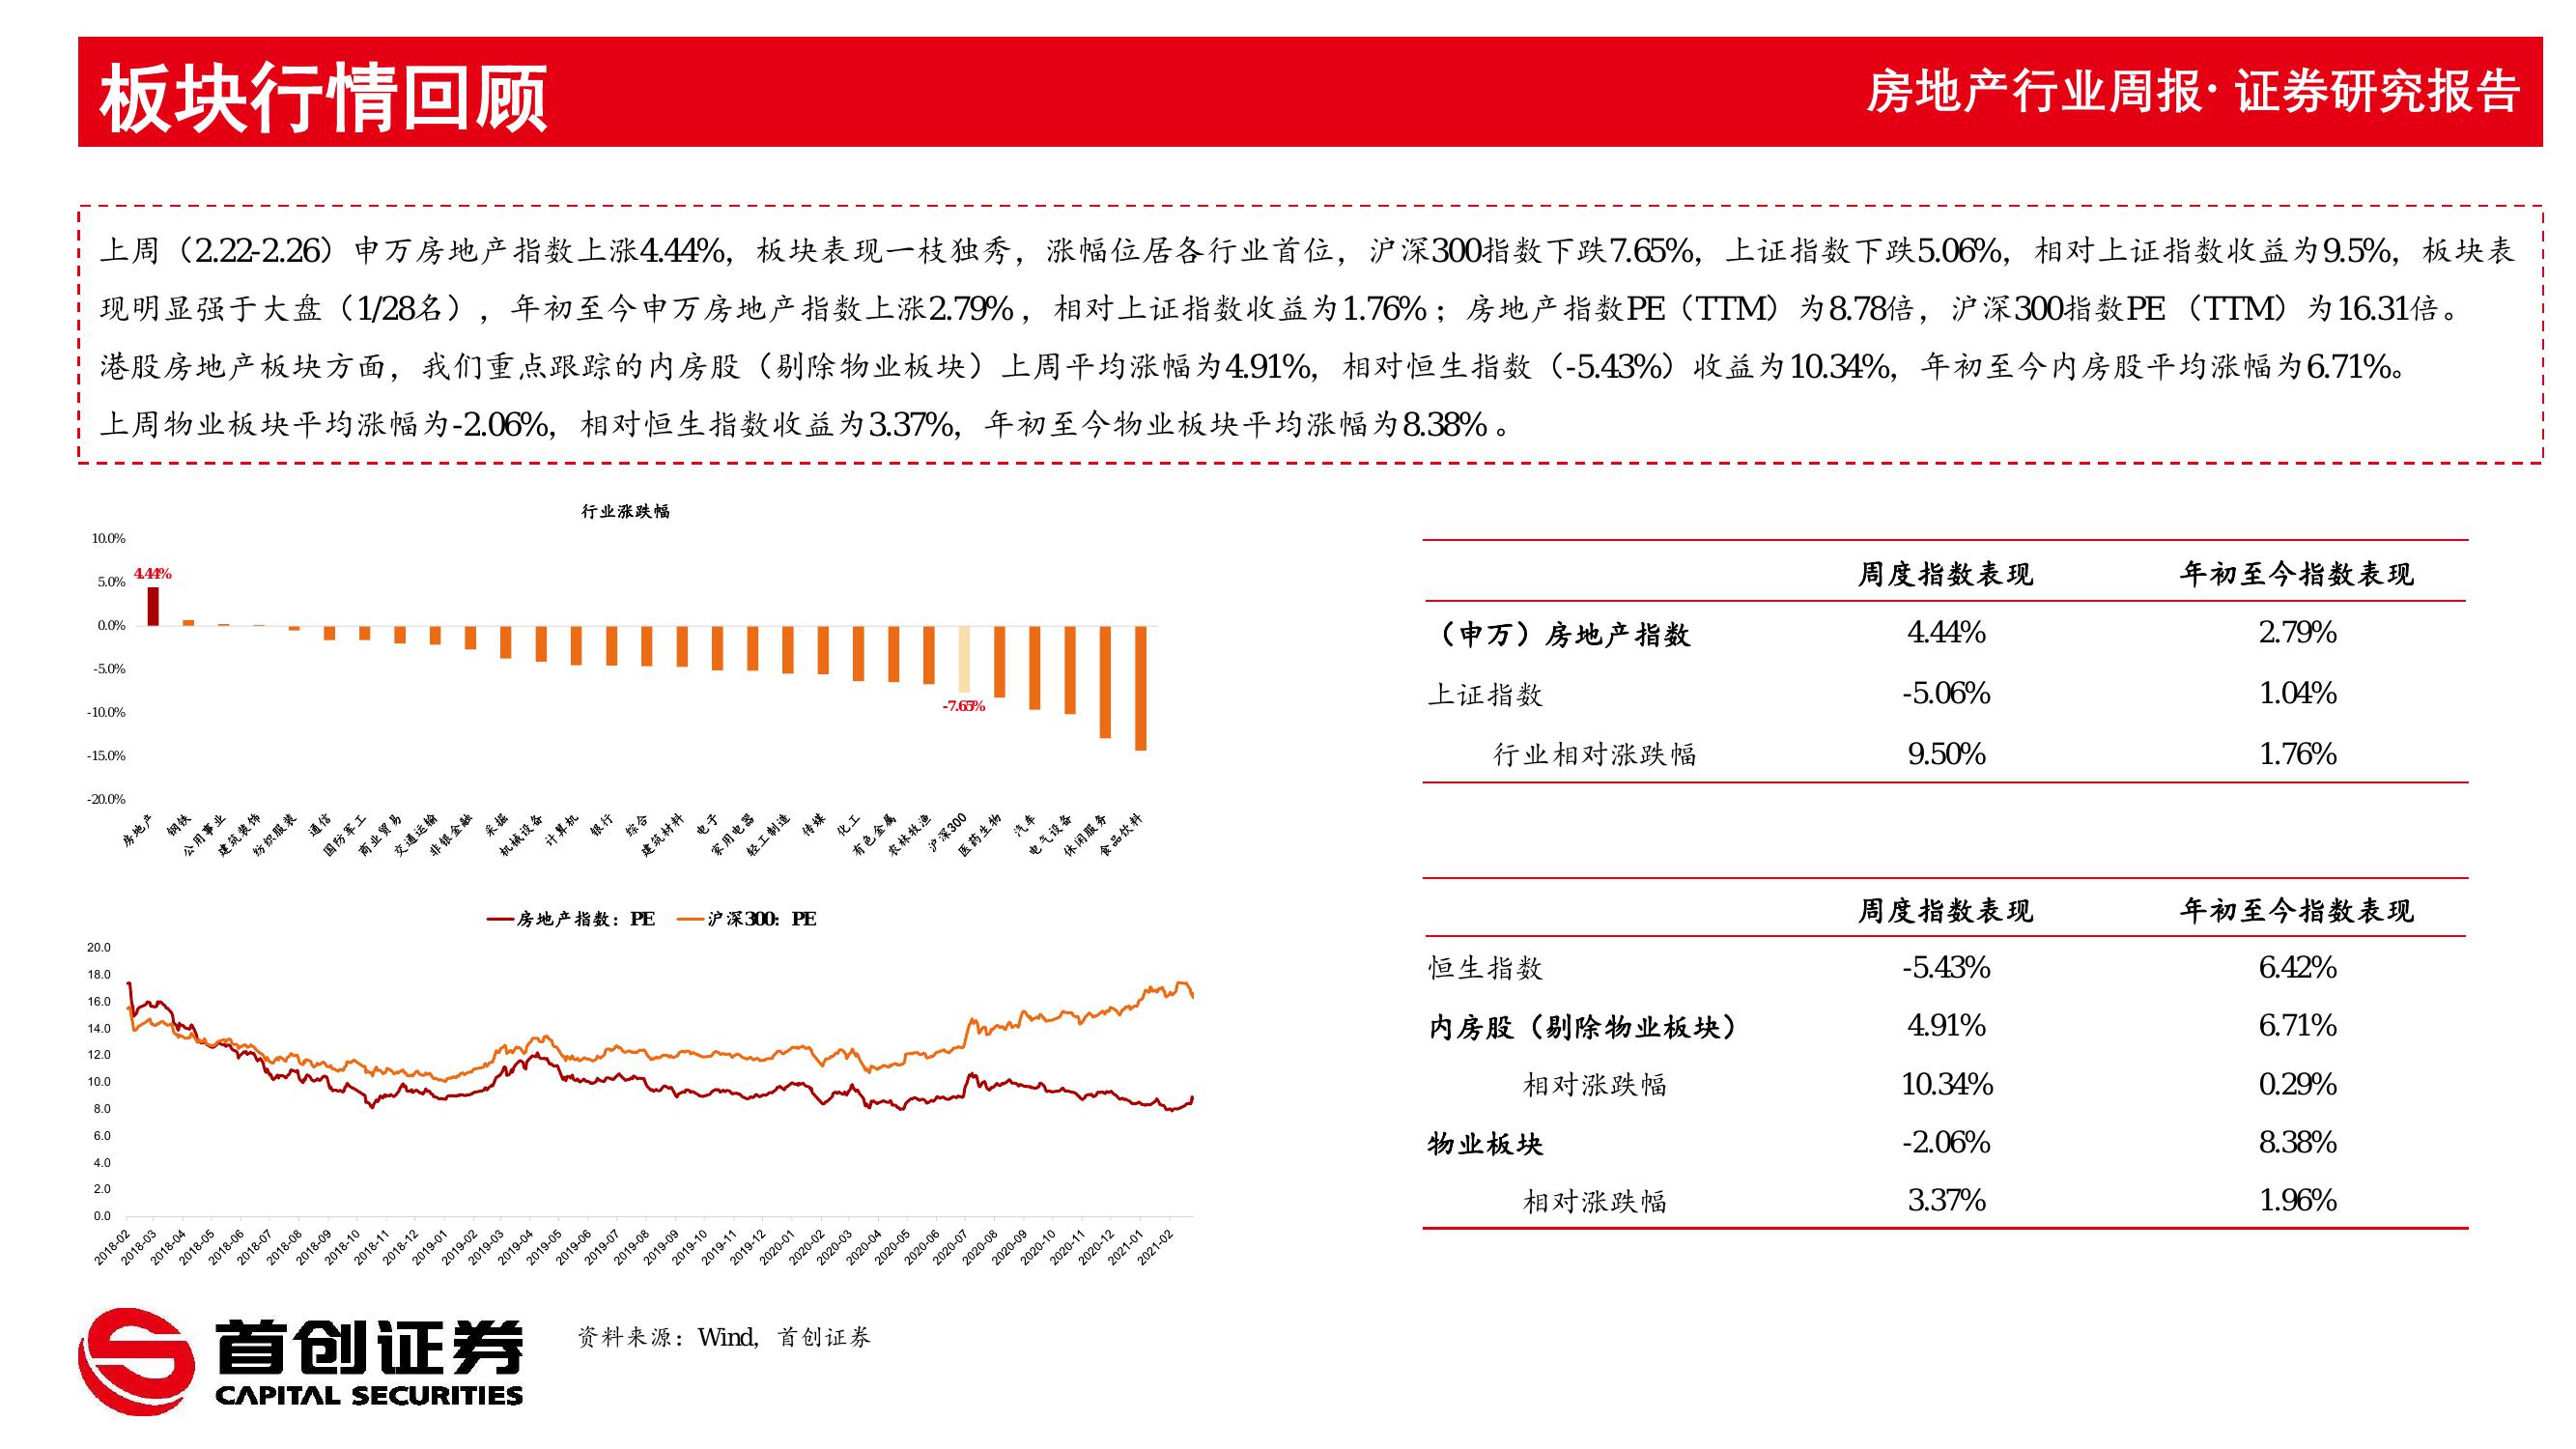 板块行情回顾
房地产行业周报· 证券研究报告
上周（2.22-2.26）申万房地产指数上涨4.44%，板块表现一枝独秀，涨幅位居各行业首位，沪深300指数下跌7.65%，上证指数下跌5.06%，相对上证指数收益为9.5%，板块表
现明显强于大盘（1/28名），年初至今申万房地产指数上涨2.79% ，相对上证指数收益为1.76%；房地产指数PE（TTM）为8.78倍，沪深300指数PE （TTM）为16.31倍。
港股房地产板块方面，我们重点跟踪的内房股（剔除物业板块）上周平均涨幅为4.91%，相对恒生指数（-5.43%）收益为10.34%，年初至今内房股平均涨幅为6.71%。
上周物业板块平均涨幅为-2.06%，相对恒生指数收益为3.37%，年初至今物业板块平均涨幅为8.38% 。
行业涨跌幅
10.0%
5.0%
0.0%
-5.0%
-10.0%
-15.0%
-20.0%
4.44%
-7.65%
房地产
钢铁
公用事业
建筑装饰
纺织服装
通信
国防军工
商业贸易
交通运输
非银金融
采掘
机械设备
计算机
银行
综合
建筑材料
电子
家用电器
轻工制造
传媒
化工
有色金属
农林牧渔
沪深300
医药生物
汽车
电气设备
休闲服务
食品饮料
房地产指数：PE 沪深300：PE
20.0
18.0
16.0
14.0
12.0
10.0
8.0
6.0
4.0
2.0
0.0
2018-02
2018-03
2018-04
2018-05
2018-06
2018-07
2018-08
2018-09
2018-10
2018-11
2018-12
2019-01
2019-02
2019-03
2019-04
2019-05
2019-06
2019-07
2019-08
2019-09
2019-10
2019-11
2019-12
2020-01
2020-02
2020-03
2020-04
2020-05
2020-06
2020-07
2020-08
2020-09
2020-10
2020-11
2020-12
2021-01
2021-02
周度指数表现 年初至今指数表现
（申万）房地产指数 4.44% 2.79%
上证指数 -5.06% 1.04%
行业相对涨跌幅 9.50% 1.76%
周度指数表现 年初至今指数表现
恒生指数 -5.43% 6.42%
内房股（剔除物业板块） 4.91% 6.71%
相对涨跌幅 10.34% 0.29%
物业板块 -2.06% 8.38%
相对涨跌幅 3.37% 1.96%
首创证券
CAPITAL SECURITIES
资料来源：Wind，首创证券